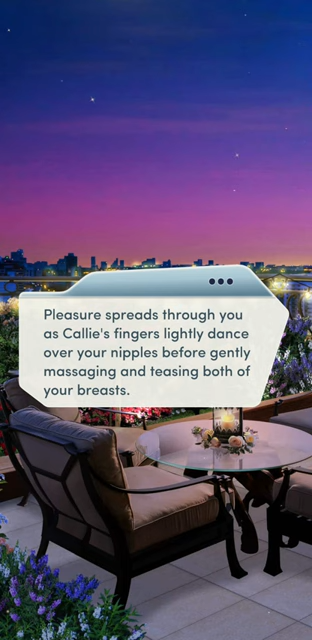 Pleasure spreads through you
as Callie's fingers lightly dance
over your nipples before gently
massaging and teasing both of
your breasts.